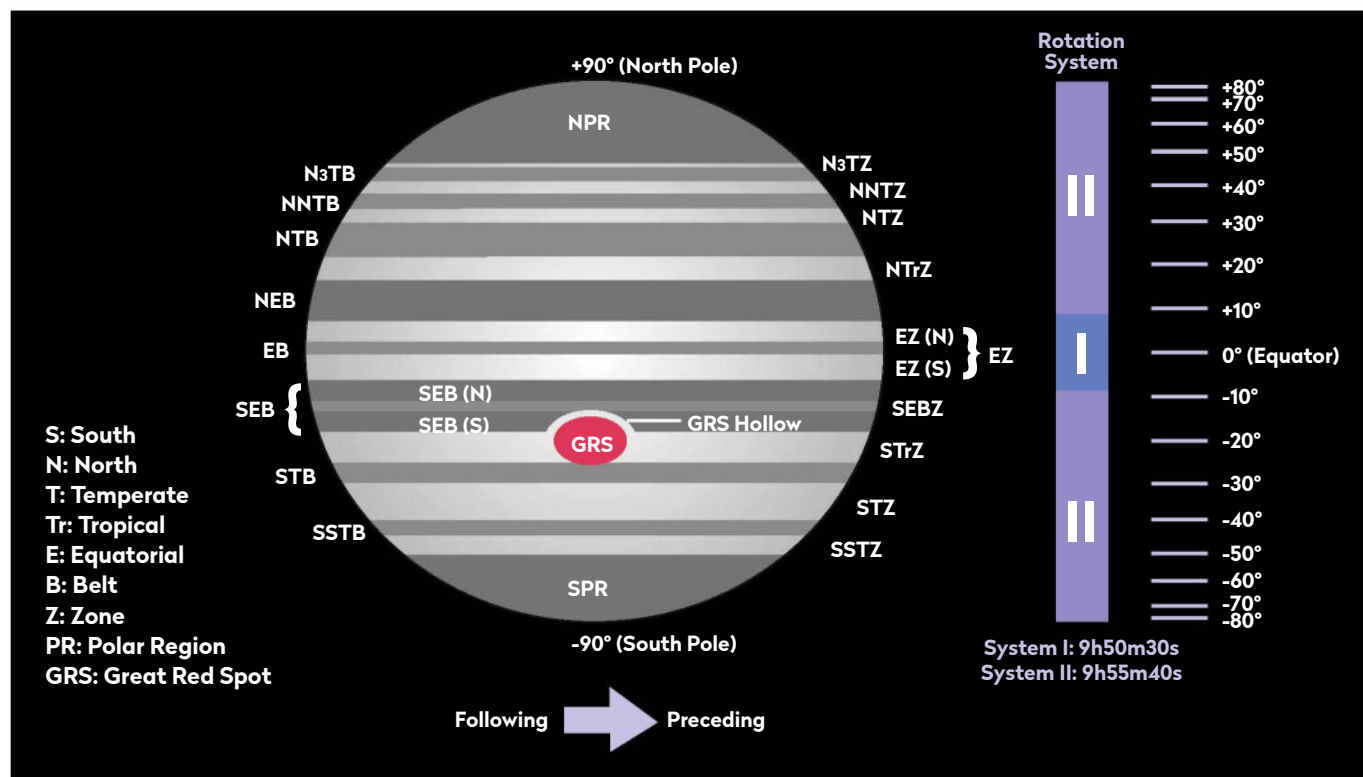 +90° (North Pole)
NPR
N3TB
NNTB
NTB
NEB
EB
SEB
STB
SSTB
N3TZ
NNTZ
NTZ
NTrZ
EZ (N)
EZ (S)
EZ
SEBZ
STrZ
STZ
SSTZ
SEB (N)
SEB (S)
GRS Hollow
GRS
SPR
-90° (South Pole)
S: South
N: North
T: Temperate
Tr: Tropical
E: Equatorial
B: Belt
Z: Zone
PR: Polar Region
GRS: Great Red Spot
Following
Preceding
Rotation
System
II
I
II
+80°
+70°
+60°
+50°
+40°
+30°
+20°
+10°
0° (Equator)
-10°
-20°
-30°
-40°
-50°
-60°
-70°
-80°
System I: 9h50m30s
System II: 9h55m40s